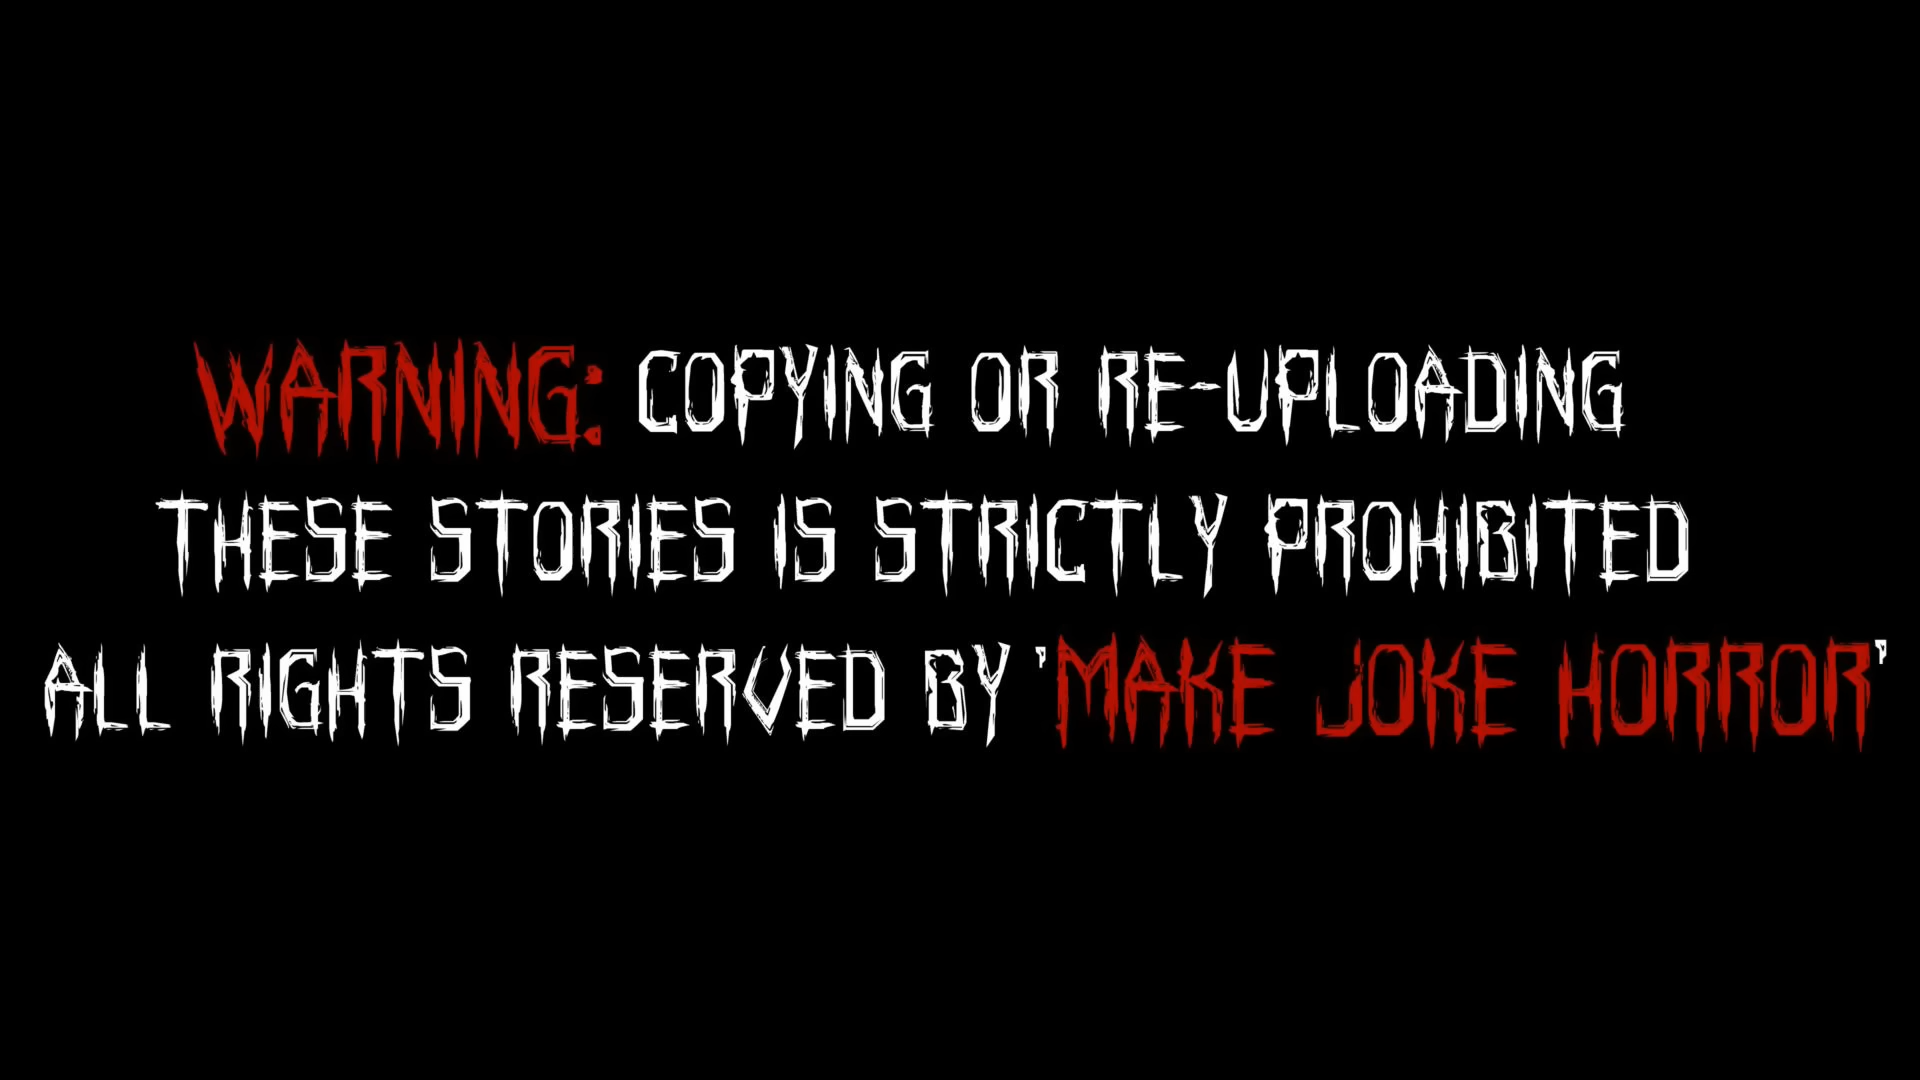 WARNING: COPYING OR RE-UPLOADING
THESE STORIES IS STRICTLY PROHIBITED
ALL RIGHTS RESERVED BY 'MAKE JOKE HORROR'